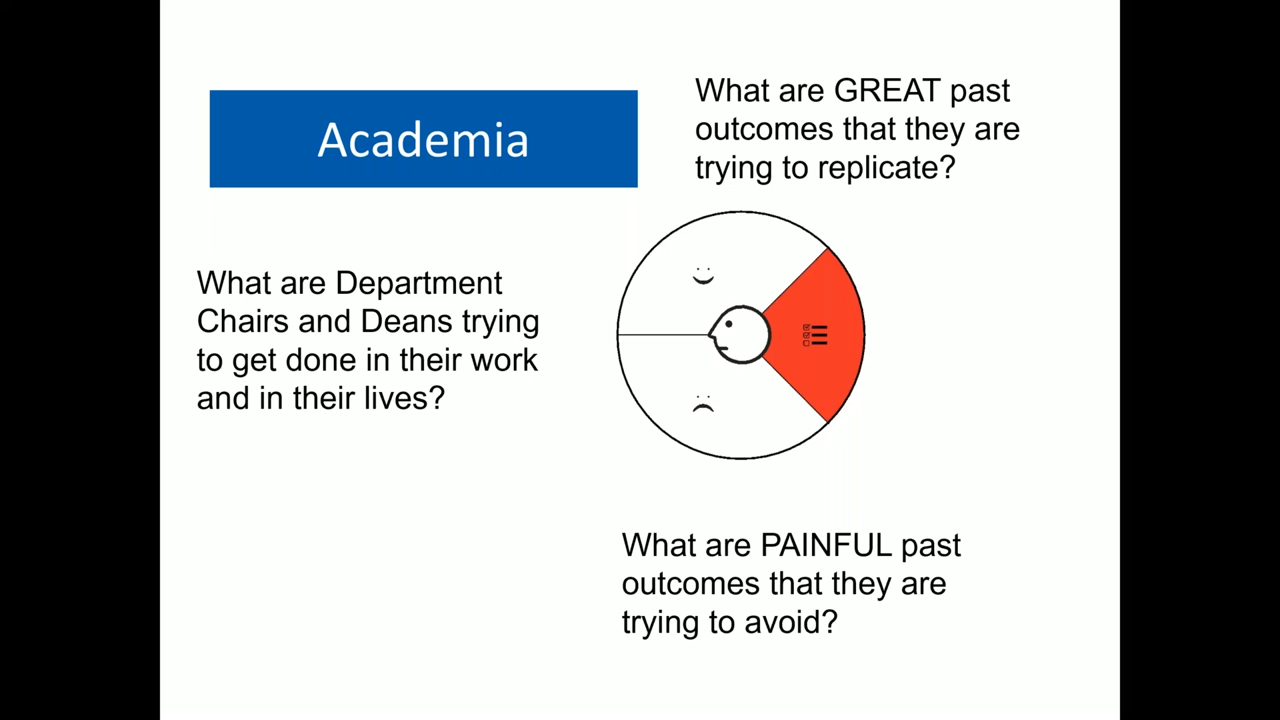 Academia
What are GREAT past
outcomes that they are
trying to replicate?
What are Department
Chairs and Deans trying
to get done in their work
and in their lives?
What are PAINFUL past
outcomes that they are
trying to avoid?